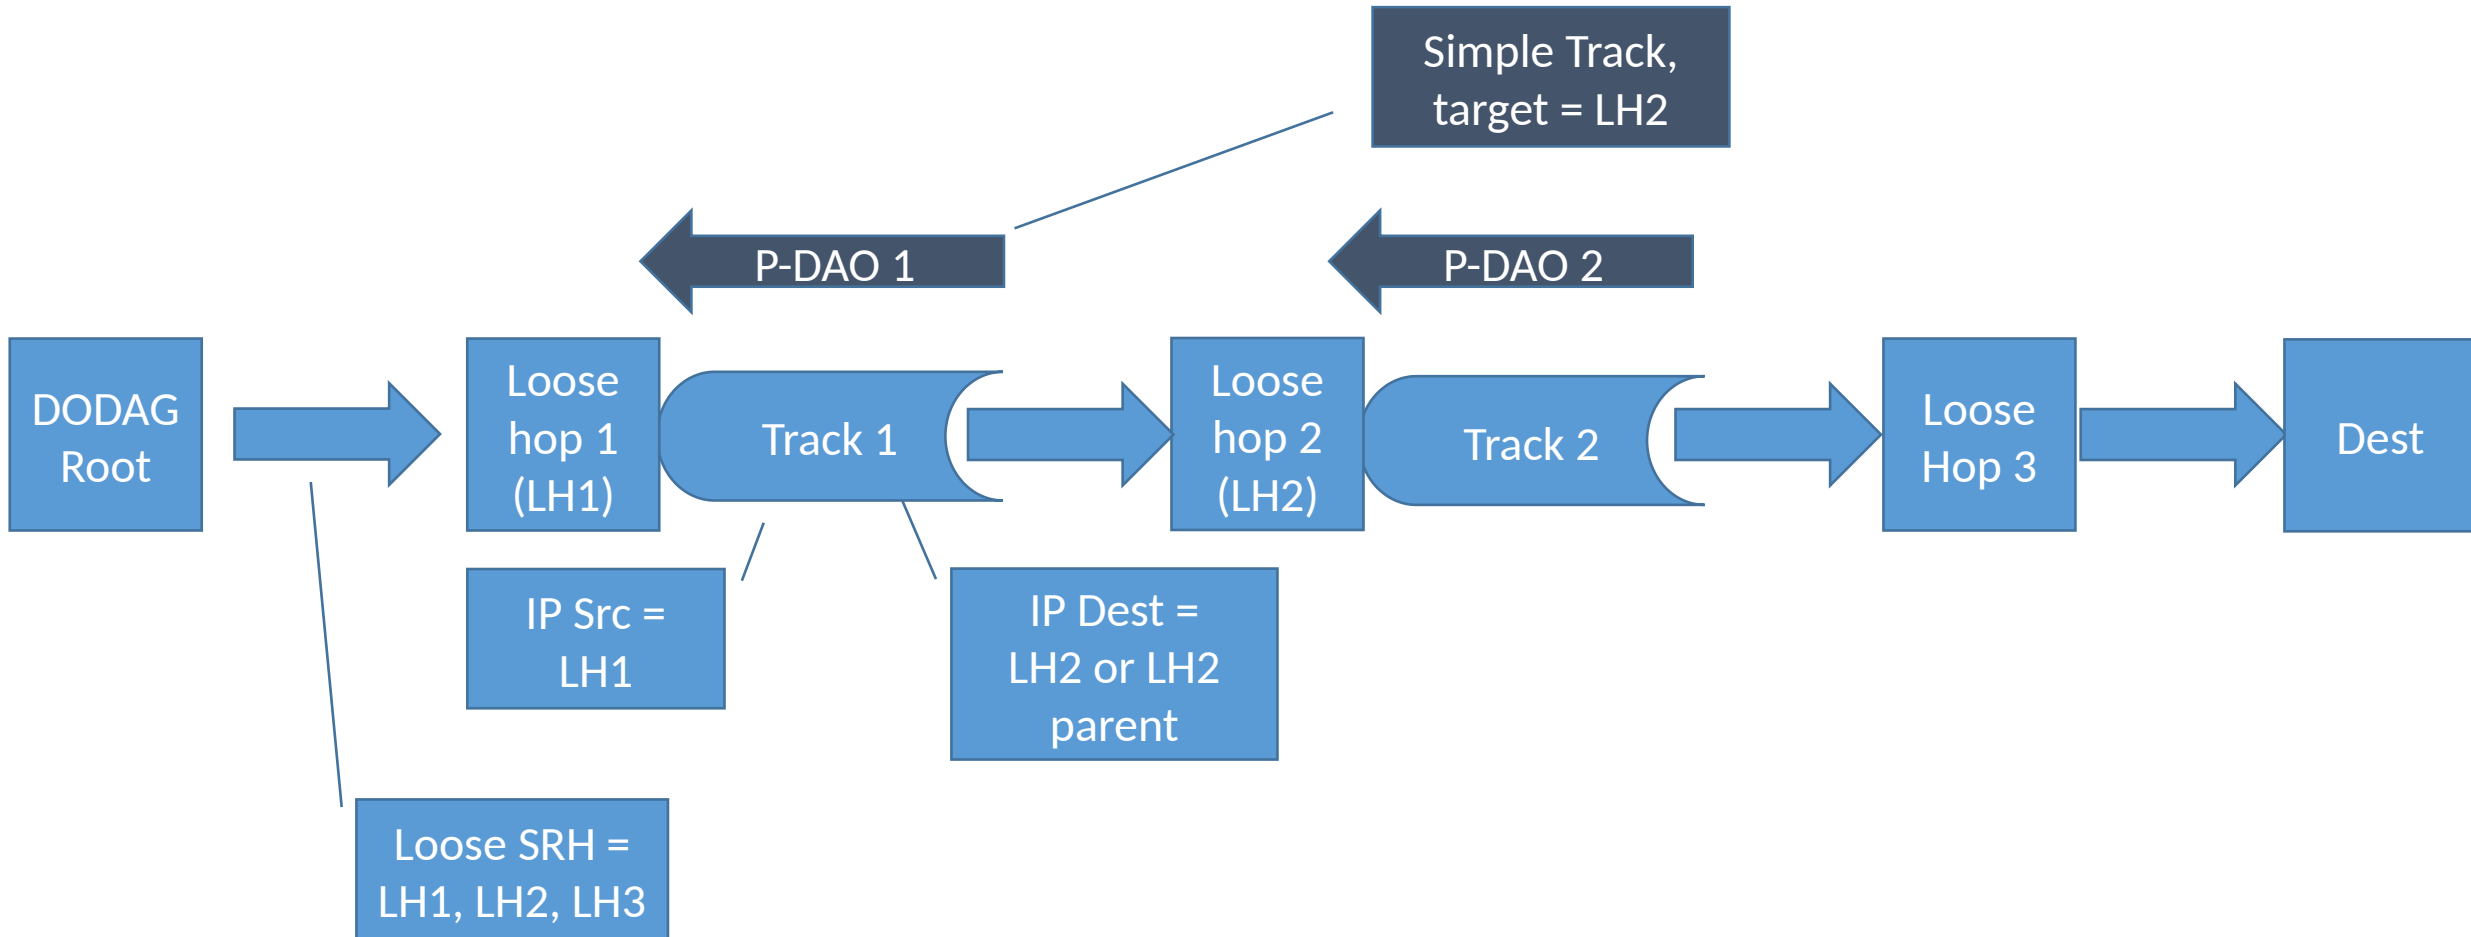 Simple Track,
target = LH2
P-DAO 1
P-DAO 2
DODAG
Root
Loose
hop 1
(LH1)
Track 1
Loose
hop 2
(LH2)
Track 2
Loose
Hop 3
Dest
IP Src =
LH1
IP Dest =
LH2 or LH2
parent
Loose SRH =
LH1, LH2, LH3